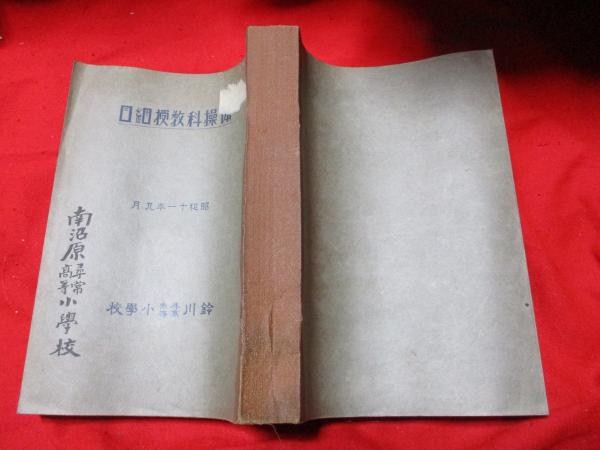 體操科教授細目
昭和十一年九月
鈴川尋常高等小學校
南沼原尋常高等小學校